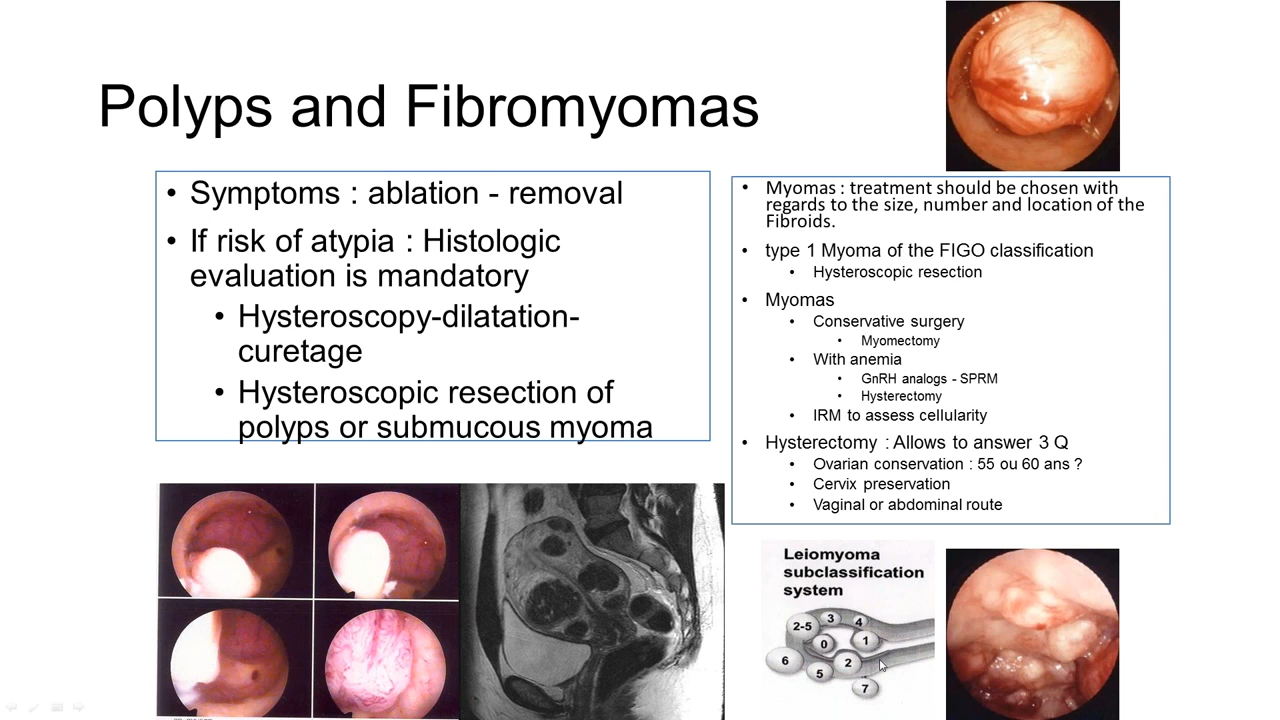 Polyps and Fibromyomas
• Symptoms : ablation - removal
• If risk of atypia : Histologic
evaluation is mandatory
• Hysteroscopy-dilatation-
curetage
• Hysteroscopic resection of
polyps or submucous myoma
• Myomas : treatment should be chosen with
regards to the size, number and location of the
Fibroids.
• type 1 Myoma of the FIGO classification
• Hysteroscopic resection
• Myomas
• Conservative surgery
• Myomectomy
• With anemia
• GnRH analogs - SPRM
• Hysterectomy
• IRM to assess cellularity
• Hysterectomy : Allows to answer 3 Q
• Ovarian conservation : 55 ou 60 ans ?
• Cervix preservation
• Vaginal or abdominal route
Leiomyoma
subclassification
system
2-5
3
4
0
1
6
5
2
7